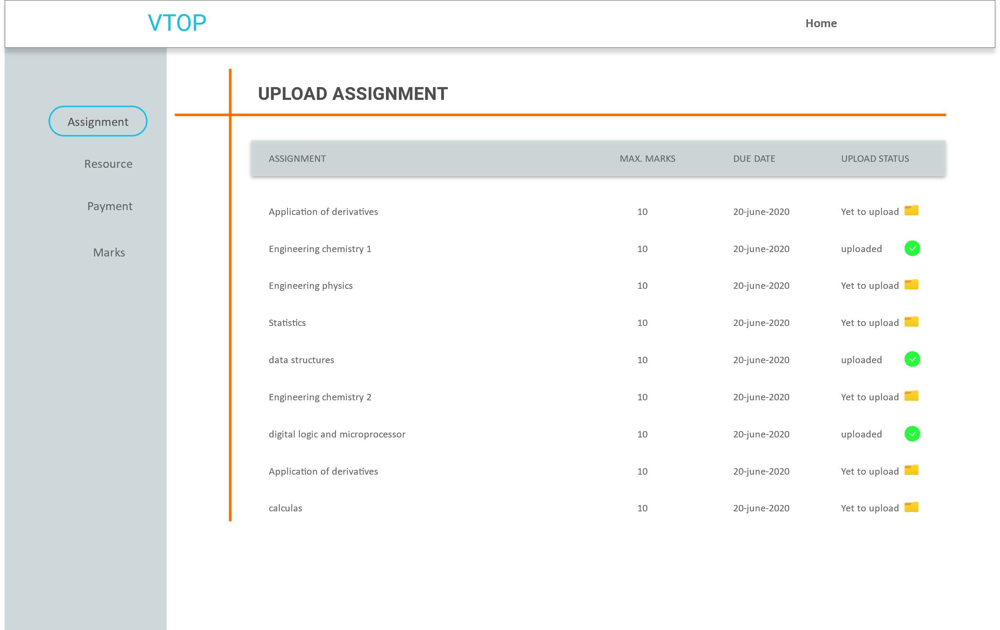 VTOP Home
Assignment
Resource
Payment
Marks
UPLOAD ASSIGNMENT
ASSIGNMENT MAX. MARKS DUE DATE UPLOAD STATUS
Application of derivatives 10 20-june-2020 Yet to upload
Engineering chemistry 1 10 20-june-2020 uploaded
Engineering physics 10 20-june-2020 Yet to upload
Statistics 10 20-june-2020 Yet to upload
data structures 10 20-june-2020 uploaded
Engineering chemistry 2 10 20-june-2020 Yet to upload
digital logic and microprocessor 10 20-june-2020 uploaded
Application of derivatives 10 20-june-2020 Yet to upload
calculas 10 20-june-2020 Yet to upload